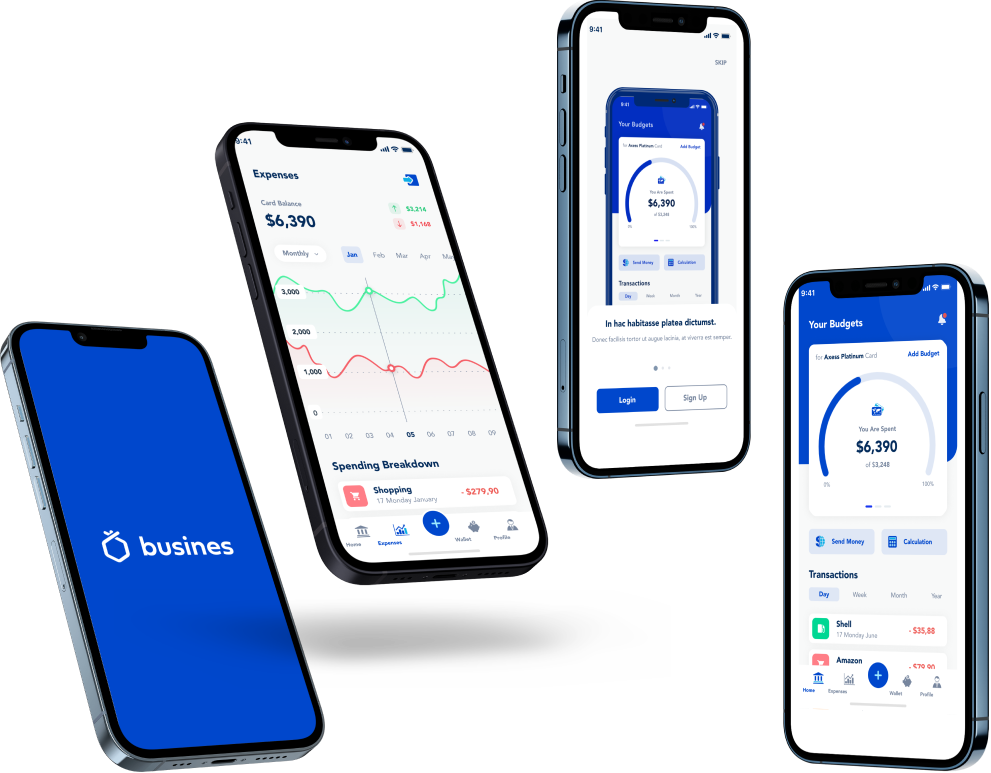 busines
9:41
Expenses
Card Balance
$6,390
$3,214
$1,168
Monthly
Jan Feb Mar Apr Ma
3,000
2,000
1,000
0
01 02 03 04 05 06 07 08 09
Spending Breakdown
Shopping
17 Monday January
- $279,90
Home Expenses + Wallet Profile
9:41
SKIP
9:41
Your Budgets
for Axess Platinum Card Add Budget
You Are Spent
$6,390
of $3,248
0% 100%
Send Money Calculation
Transactions
Day Week Month Year
In hac habitasse platea dictumst.
Donec facilisis tortor ut augue lacinia, at viverra est semper.
Login Sign Up
9:41
Your Budgets
for Axess Platinum Card Add Budget
You Are Spent
$6,390
of $3,248
0% 100%
Send Money Calculation
Transactions
Day Week Month Year
Shell
17 Monday June
- $35,88
Amazon
- $79,90
Home Expenses + Wallet Profile